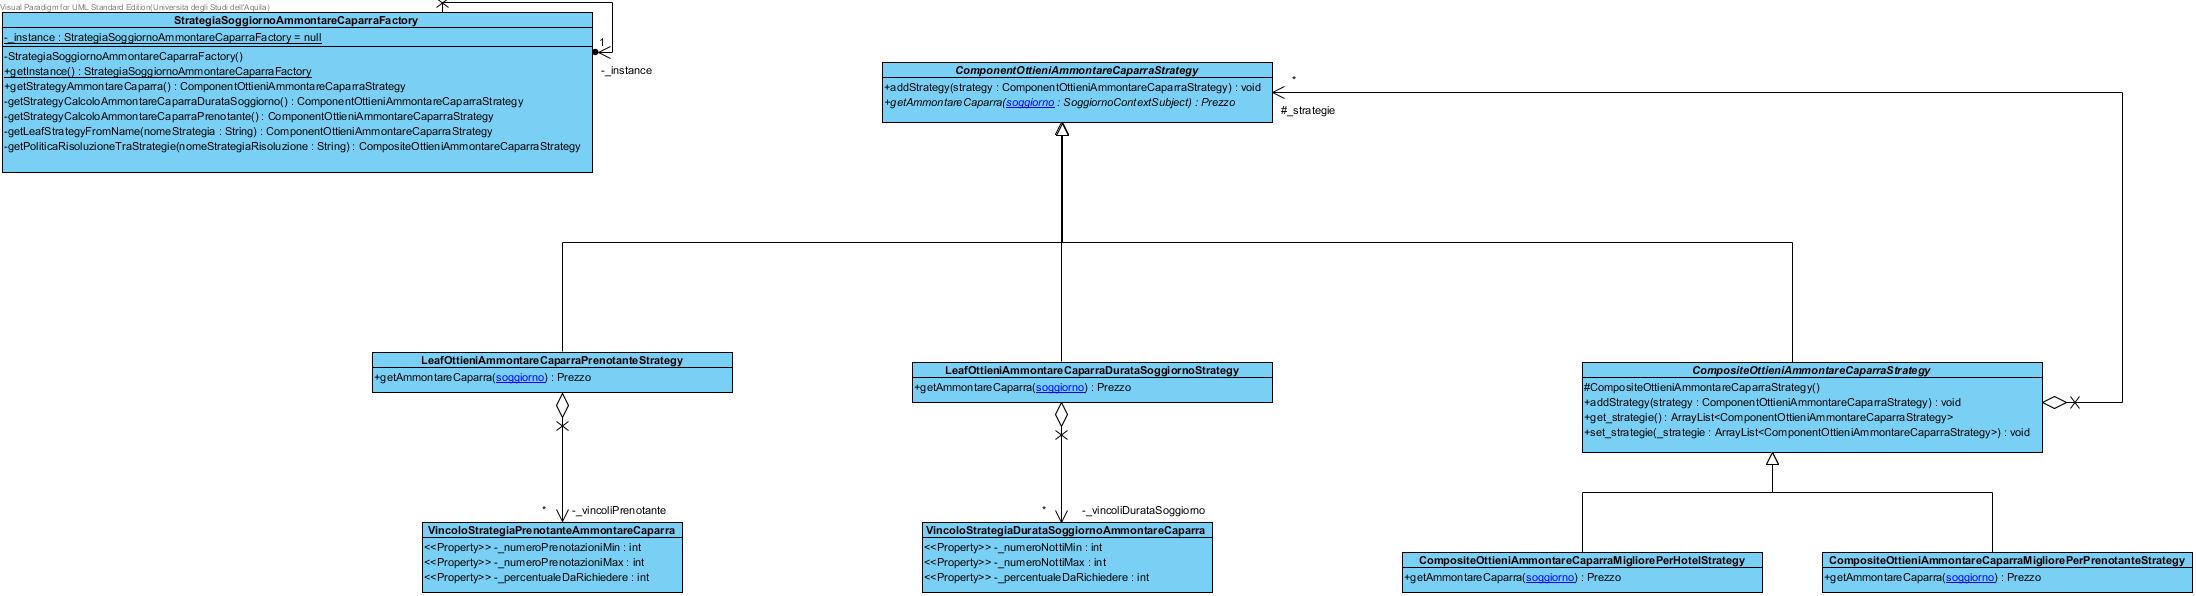 Visual Paradigm for UML Standard Edition(Universita degli Studi dell'Aquila)
StrategiaSoggiornoAmmontareCaparraFactory
-_instance : StrategiaSoggiornoAmmontareCaparraFactory = null
-StrategiaSoggiornoAmmontareCaparraFactory()
+getInstance() : StrategiaSoggiornoAmmontareCaparraFactory
+getStrategyAmmontareCaparra() : ComponentOttieniAmmontareCaparraStrategy
-getStrategyCalcoloAmmontareCaparraDurataSoggiorno() : ComponentOttieniAmmontareCaparraStrategy
-getStrategyCalcoloAmmontareCaparraPrenotante() : ComponentOttieniAmmontareCaparraStrategy
-getLeafStrategyFromName(nomeStrategia : String) : ComponentOttieniAmmontareCaparraStrategy
-getPoliticaRisoluzioneTraStrategie(nomeStrategiaRisoluzione : String) : CompositeOttieniAmmontareCaparraStrategy
1
-_instance
ComponentOttieniAmmontareCaparraStrategy
+addStrategy(strategy : ComponentOttieniAmmontareCaparraStrategy) : void
+getAmmontareCaparra(soggiorno : SoggiornoContextSubject) : Prezzo
*
#_strategie
LeafOttieniAmmontareCaparraPrenotanteStrategy
+getAmmontareCaparra(soggiorno) : Prezzo
LeafOttieniAmmontareCaparraDurataSoggiornoStrategy
+getAmmontareCaparra(soggiorno) : Prezzo
CompositeOttieniAmmontareCaparraStrategy
#CompositeOttieniAmmontareCaparraStrategy()
+addStrategy(strategy : ComponentOttieniAmmontareCaparraStrategy) : void
+get_strategie() : ArrayList<ComponentOttieniAmmontareCaparraStrategy>
+set_strategie(_strategie : ArrayList<ComponentOttieniAmmontareCaparraStrategy>) : void
* -_vincoliPrenotante
* -_vincoliDurataSoggiorno
VincoloStrategiaPrenotanteAmmontareCaparra
<<Property>> -_numeroPrenotazioniMin : int
<<Property>> -_numeroPrenotazioniMax : int
<<Property>> -_percentualeDaRichiedere : int
VincoloStrategiaDurataSoggiornoAmmontareCaparra
<<Property>> -_numeroNottiMin : int
<<Property>> -_numeroNottiMax : int
<<Property>> -_percentualeDaRichiedere : int
CompositeOttieniAmmontareCaparraMigliorePerHotelStrategy
+getAmmontareCaparra(soggiorno) : Prezzo
CompositeOttieniAmmontareCaparraMigliorePerPrenotanteStrategy
+getAmmontareCaparra(soggiorno) : Prezzo